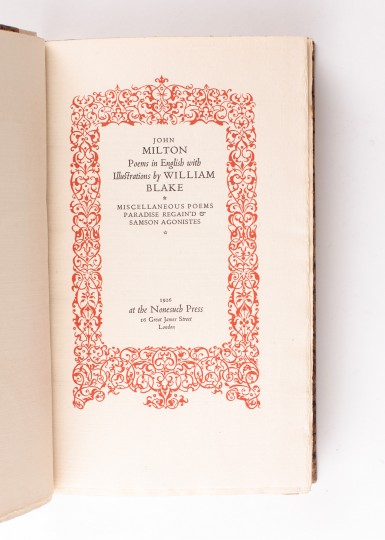 JOHN
MILTON
Poems in English with
Illustrations by WILLIAM
BLAKE
*
MISCELLANEOUS POEMS
PARADISE REGAIN'D &
SAMSON AGONISTES
1926
at the Nonesuch Press
16 Great James Street
London